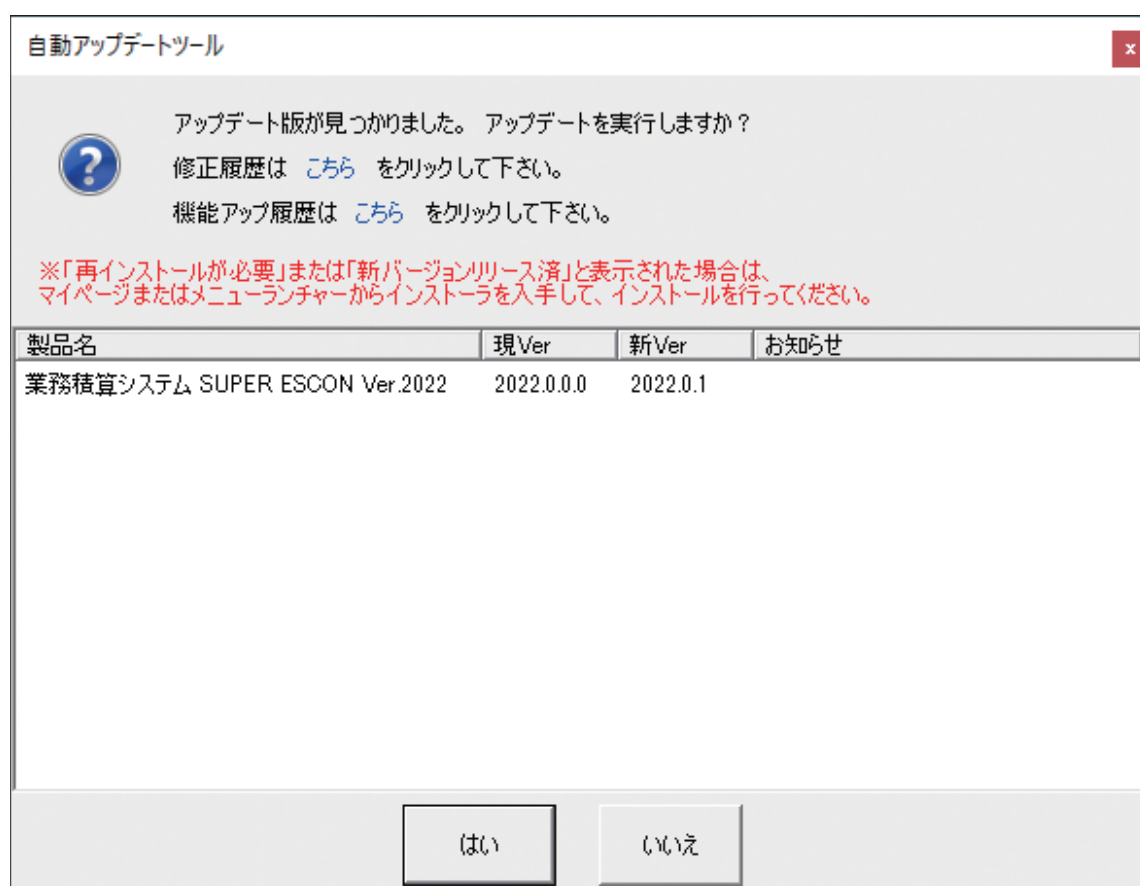 自動アップデートツール
x
アップデート版が見つかりました。 アップデートを実行しますか？
修正履歴は こちら をクリックして下さい。
機能アップ履歴は こちら をクリックして下さい。
※「再インストールが必要」または「新バージョンリリース済」と表示された場合は、
マイページまたはメニューランチャーからインストーラを入手して、インストールを行ってください。
製品名 現Ver 新Ver お知らせ
業務積算システム SUPER ESCON Ver.2022 2022.0.0.0 2022.0.1
はい いいえ